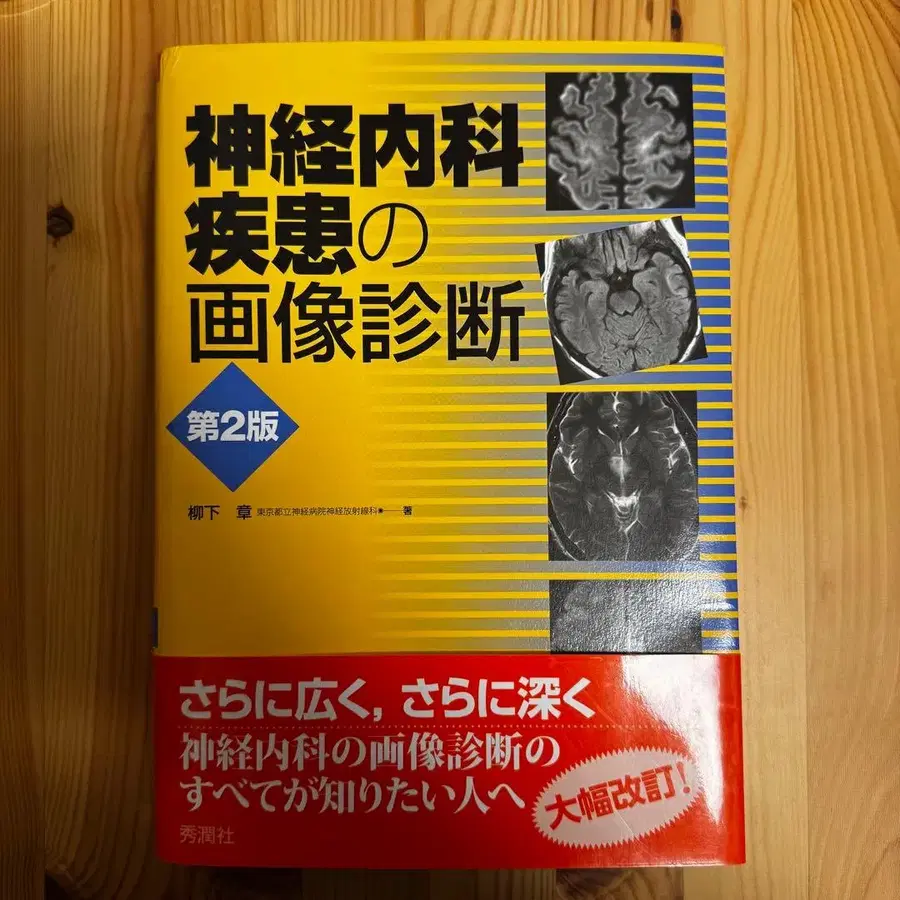 神経内科
疾患の
画像診断
第2版
柳下 章 東京都立神経病院神経放射線科●——著
さらに広く, さらに深く
神経内科の画像診断の
すべてが知りたい人へ
大幅改訂!
秀潤社